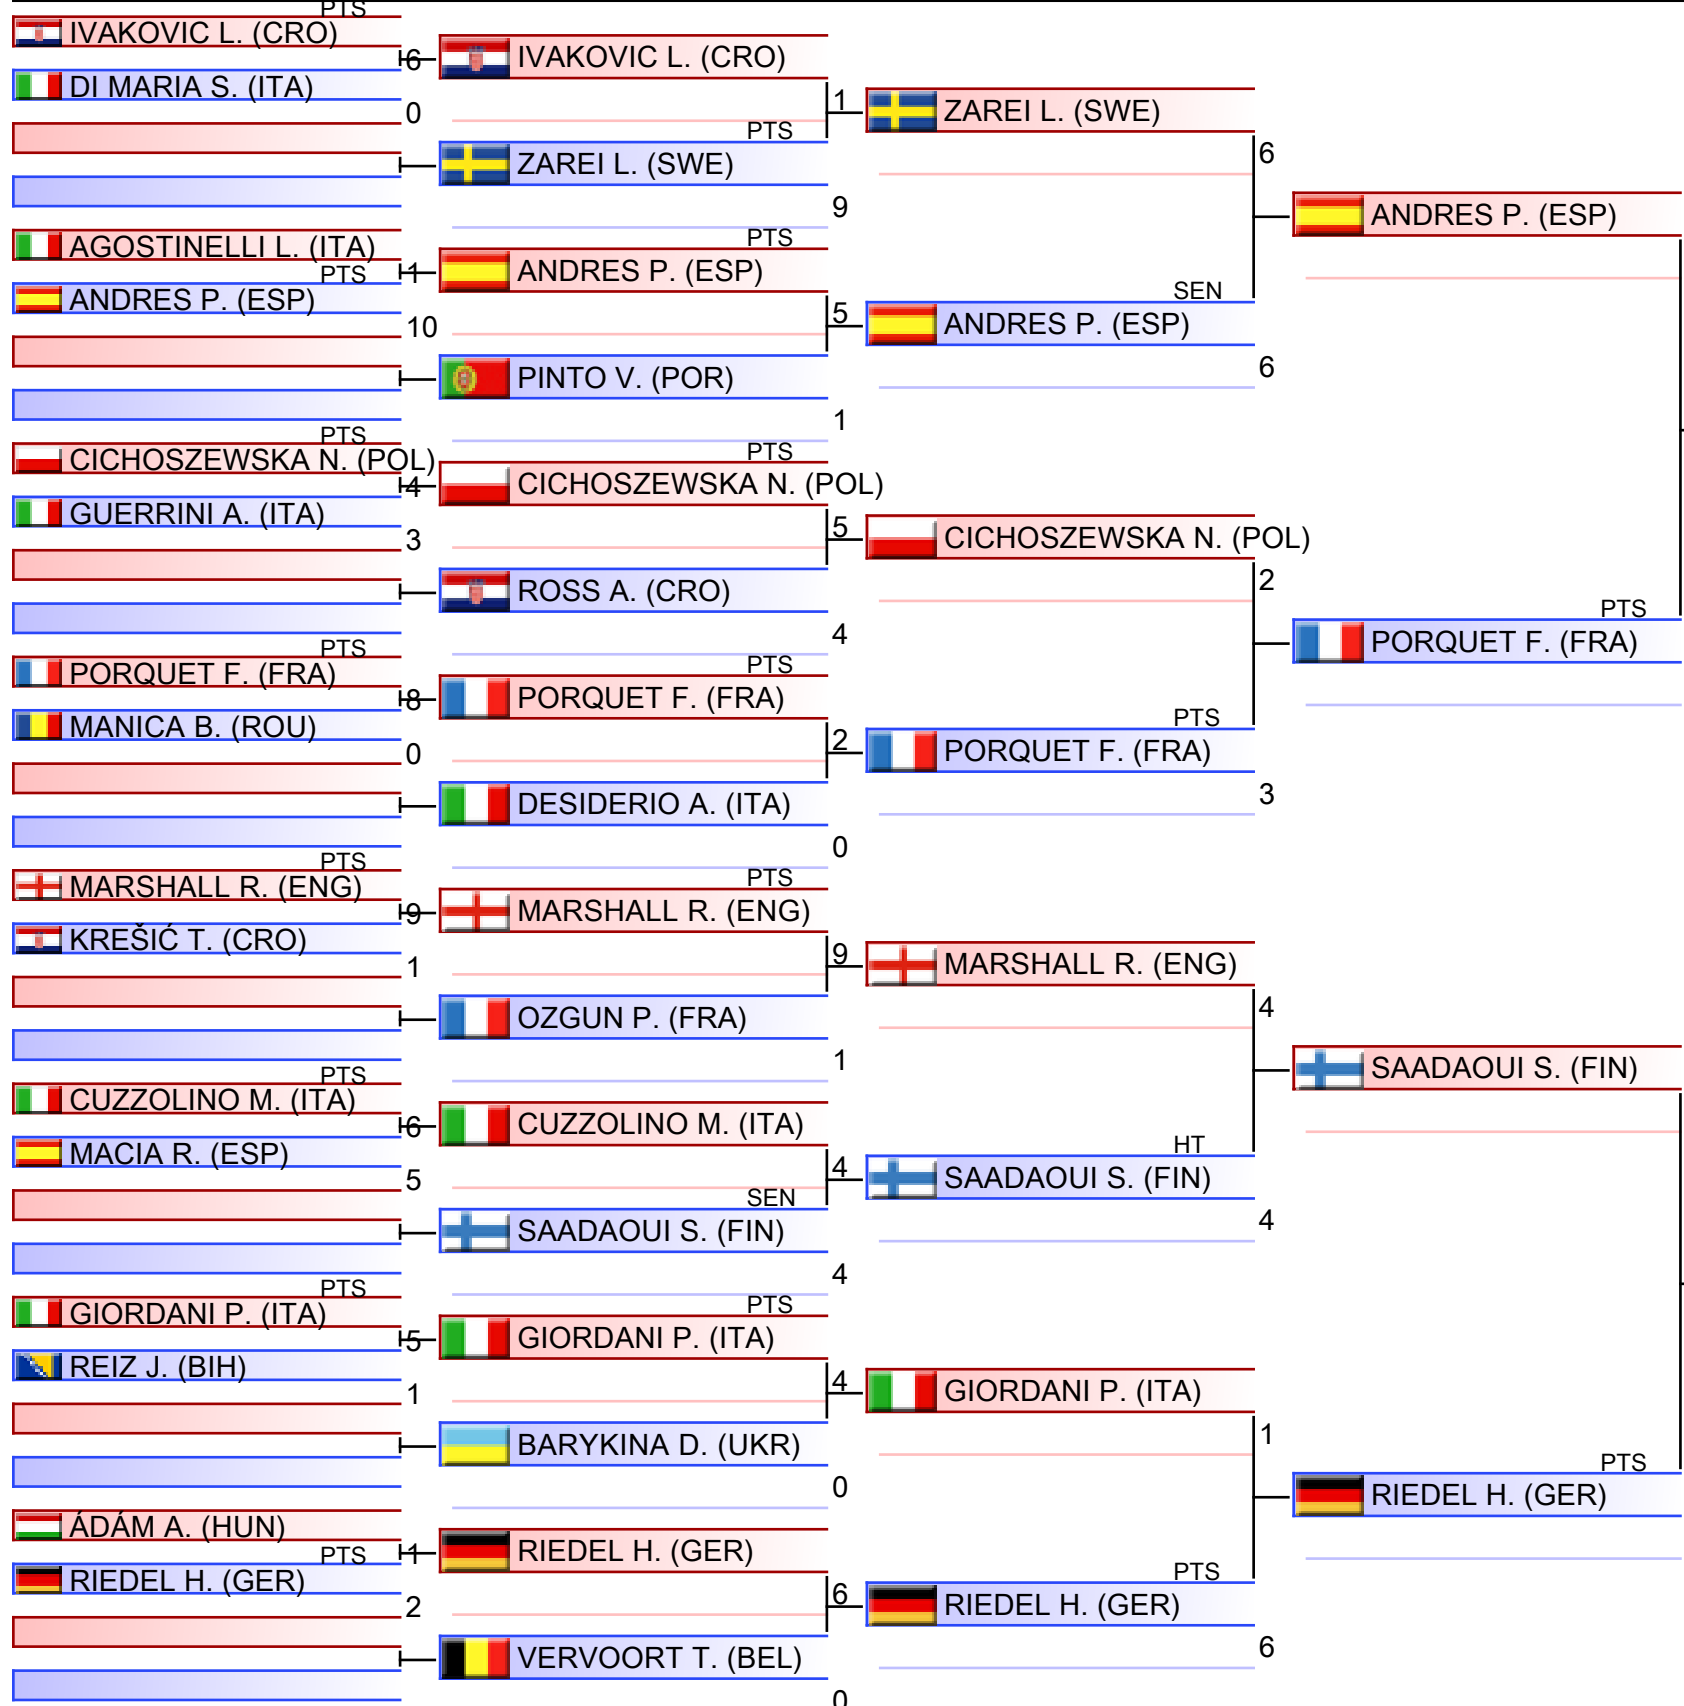 PTS
IVAKOVIC L. (CRO)
6
DI MARIA S. (ITA)
0
AGOSTINELLI L. (ITA)
1
PTS
ANDRES P. (ESP)
10
PTS
CICHOSZEWSKA N. (POL)
4
GUERRINI A. (ITA)
3
PTS
PORQUET F. (FRA)
8
MANICA B. (ROU)
0
PTS
MARSHALL R. (ENG)
9
KREŠIĆ T. (CRO)
1
PTS
CUZZOLINO M. (ITA)
6
MACIA R. (ESP)
5
PTS
GIORDANI P. (ITA)
5
REIZ J. (BIH)
1
ÁDÁM A. (HUN)
1
PTS
RIEDEL H. (GER)
2
IVAKOVIC L. (CRO)
1
PTS
ZAREI L. (SWE)
9
PTS
ANDRES P. (ESP)
5
PINTO V. (POR)
1
PTS
CICHOSZEWSKA N. (POL)
5
ROSS A. (CRO)
4
PTS
PORQUET F. (FRA)
2
DESIDERIO A. (ITA)
0
PTS
MARSHALL R. (ENG)
9
OZGUN P. (FRA)
1
CUZZOLINO M. (ITA)
4
SEN
SAADAOUI S. (FIN)
4
PTS
GIORDANI P. (ITA)
4
BARYKINA D. (UKR)
0
RIEDEL H. (GER)
6
VERVOORT T. (BEL)
0
ZAREI L. (SWE)
6
SEN
ANDRES P. (ESP)
6
CICHOSZEWSKA N. (POL)
2
PTS
PORQUET F. (FRA)
3
MARSHALL R. (ENG)
4
HT
SAADAOUI S. (FIN)
4
GIORDANI P. (ITA)
1
PTS
RIEDEL H. (GER)
6
ANDRES P. (ESP)
PTS
PORQUET F. (FRA)
SAADAOUI S. (FIN)
PTS
RIEDEL H. (GER)